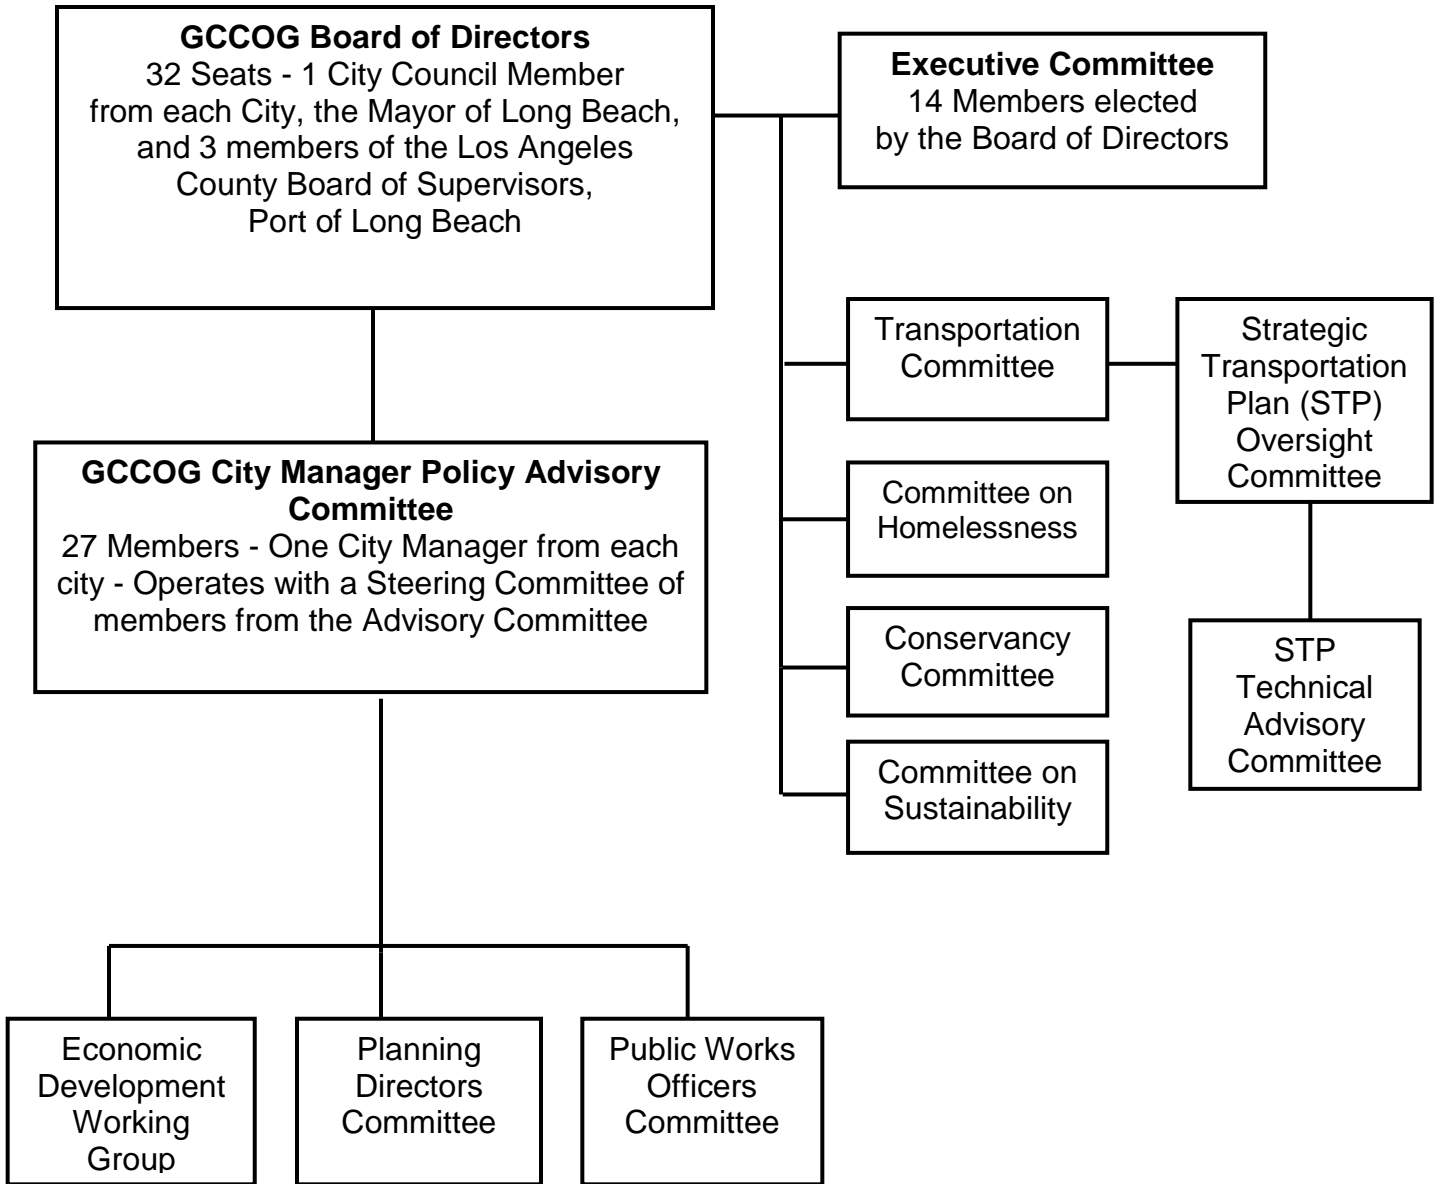 GCCOG Board of Directors
32 Seats - 1 City Council Member
from each City, the Mayor of Long Beach,
and 3 members of the Los Angeles
County Board of Supervisors,
Port of Long Beach
Executive Committee
14 Members elected
by the Board of Directors
Transportation
Committee
Strategic
Transportation
Plan (STP)
Oversight
Committee
GCCOG City Manager Policy Advisory
Committee
27 Members - One City Manager from each
city - Operates with a Steering Committee of
members from the Advisory Committee
Committee on
Homelessness
Conservancy
Committee
STP
Technical
Advisory
Committee
Committee on
Sustainability
Economic
Development
Working
Group
Planning
Directors
Committee
Public Works
Officers
Committee